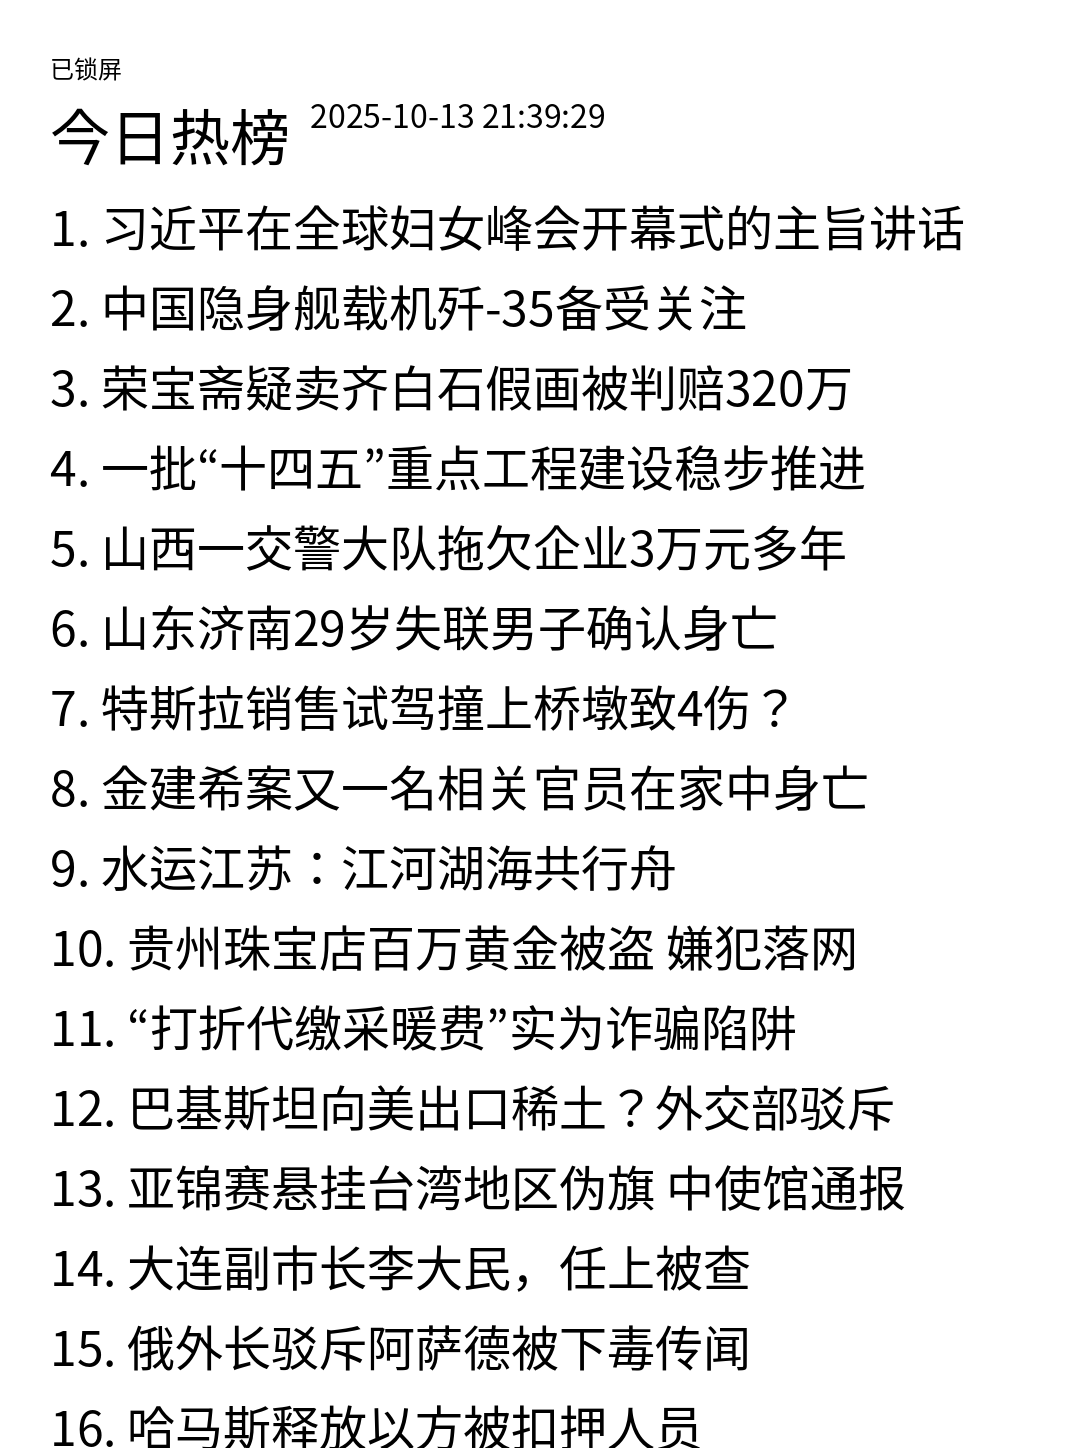 已锁屏
今日热榜 2025-10-13 21:39:29
1. 习近平在全球妇女峰会开幕式的主旨讲话
2. 中国隐身舰载机歼-35备受关注
3. 荣宝斋疑卖齐白石假画被判赔320万
4. 一批“十四五”重点工程建设稳步推进
5. 山西一交警大队拖欠企业3万元多年
6. 山东济南29岁失联男子确认身亡
7. 特斯拉销售试驾撞上桥墩致4伤？
8. 金建希案又一名相关官员在家中身亡
9. 水运江苏：江河湖海共行舟
10. 贵州珠宝店百万黄金被盗 嫌犯落网
11. “打折代缴采暖费”实为诈骗陷阱
12. 巴基斯坦向美出口稀土？外交部驳斥
13. 亚锦赛悬挂台湾地区伪旗 中使馆通报
14. 大连副市长李大民，任上被查
15. 俄外长驳斥阿萨德被下毒传闻
16. 哈马斯释放以方被扣押人员